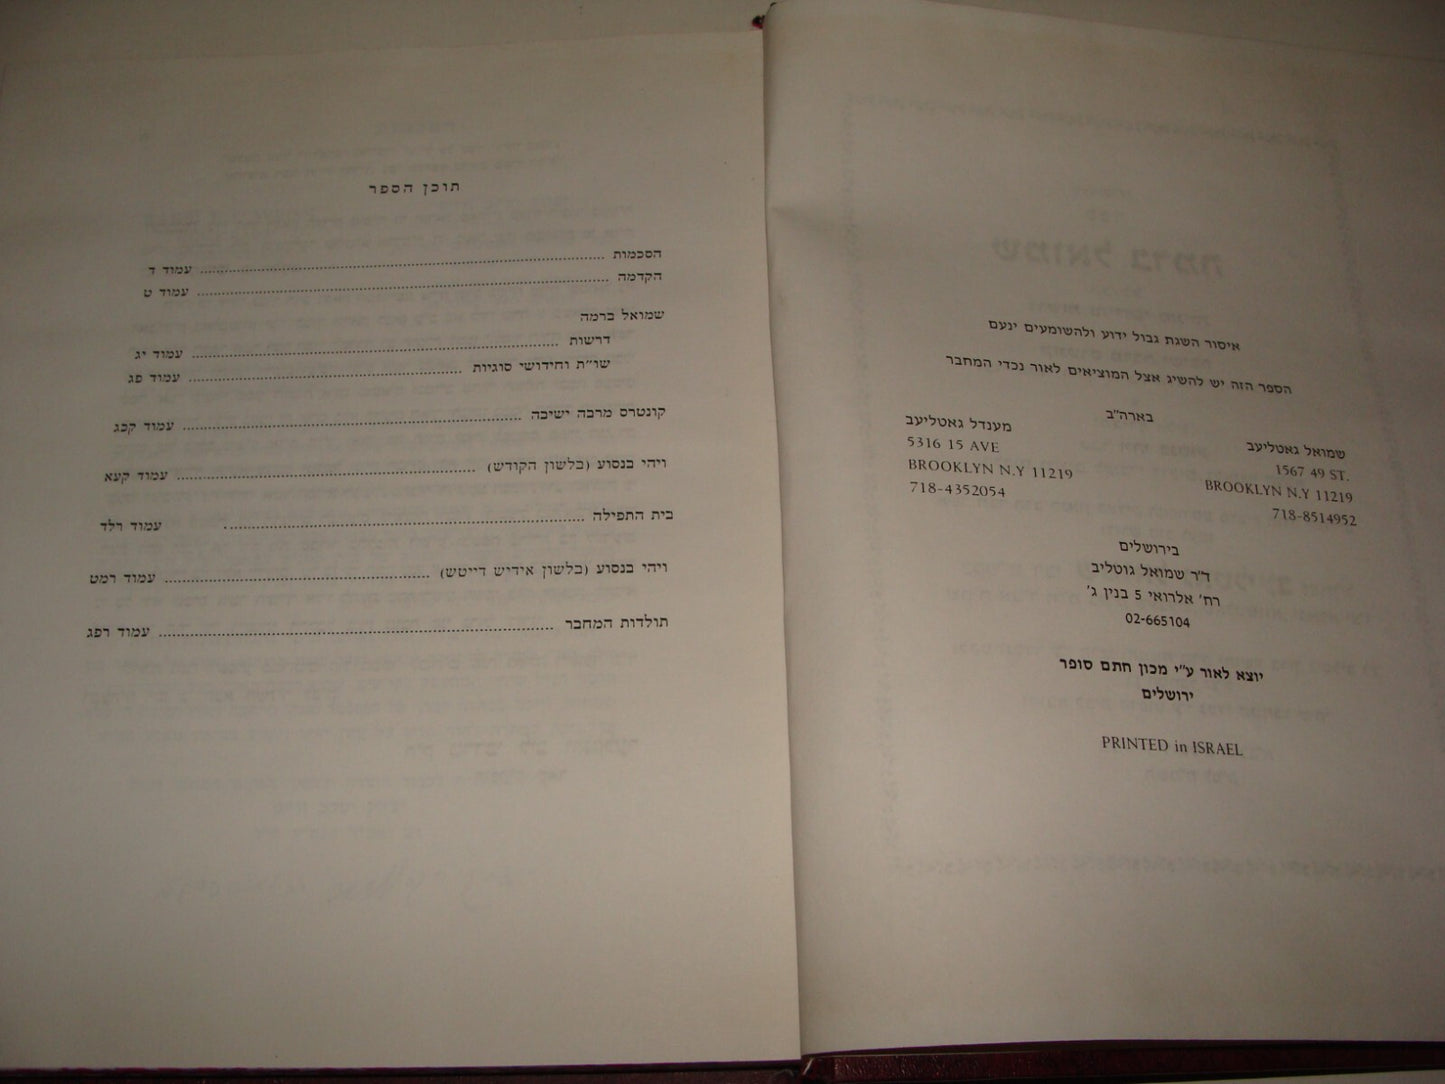 איסור השגת גבול ידוע ולהשומעים ינעם
הספר הזה יש להשיג אצל המוציאים לאור נכדי המחבר
בארה"ב
שמואל גאטליעב
1567 49 ST.
BROOKLYN N.Y 11219
718-8514952
מענדל גאטליעב
5316 15 AVE
BROOKLYN N.Y 11219
718-4352054
בירושלים
ד"ר שמואל גוטליב
רח' אלרואי 5 בנין ג'
02-665104
יוצא לאור ע"י מכון חתם סופר
ירושלים
PRINTED in ISRAEL
תוכן הספר
הסכמות ........ עמוד ד
הקדמה ........ עמוד ט
שמואל ברמה
דרשות ........ עמוד יג
שו"ת וחידושי סוגיות ........ עמוד פג
קונטרס מרבה ישיבה ........ עמוד קכג
ויהי בנסוע (בלשון הקודש) ........ עמוד קעא
בית התפילה ........ עמוד רלד
ויהי בנסוע (בלשון אידיש דייטש) ........ עמוד רמט
תולדות המחבר ........ עמוד רפג